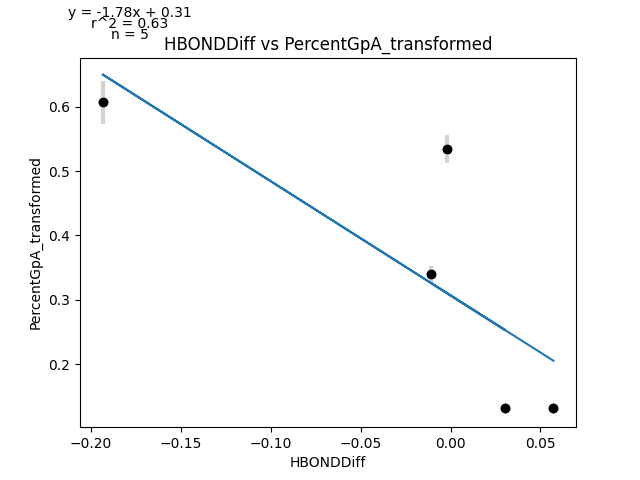 y = -1.78x + 0.31
r^2 = 0.63
n = 5
HBONDDiff vs PercentGpA_transformed
PercentGpA_transformed
0.6
0.5
0.4
0.3
0.2
−0.20 −0.15 −0.10 −0.05 0.00 0.05
HBONDDiff